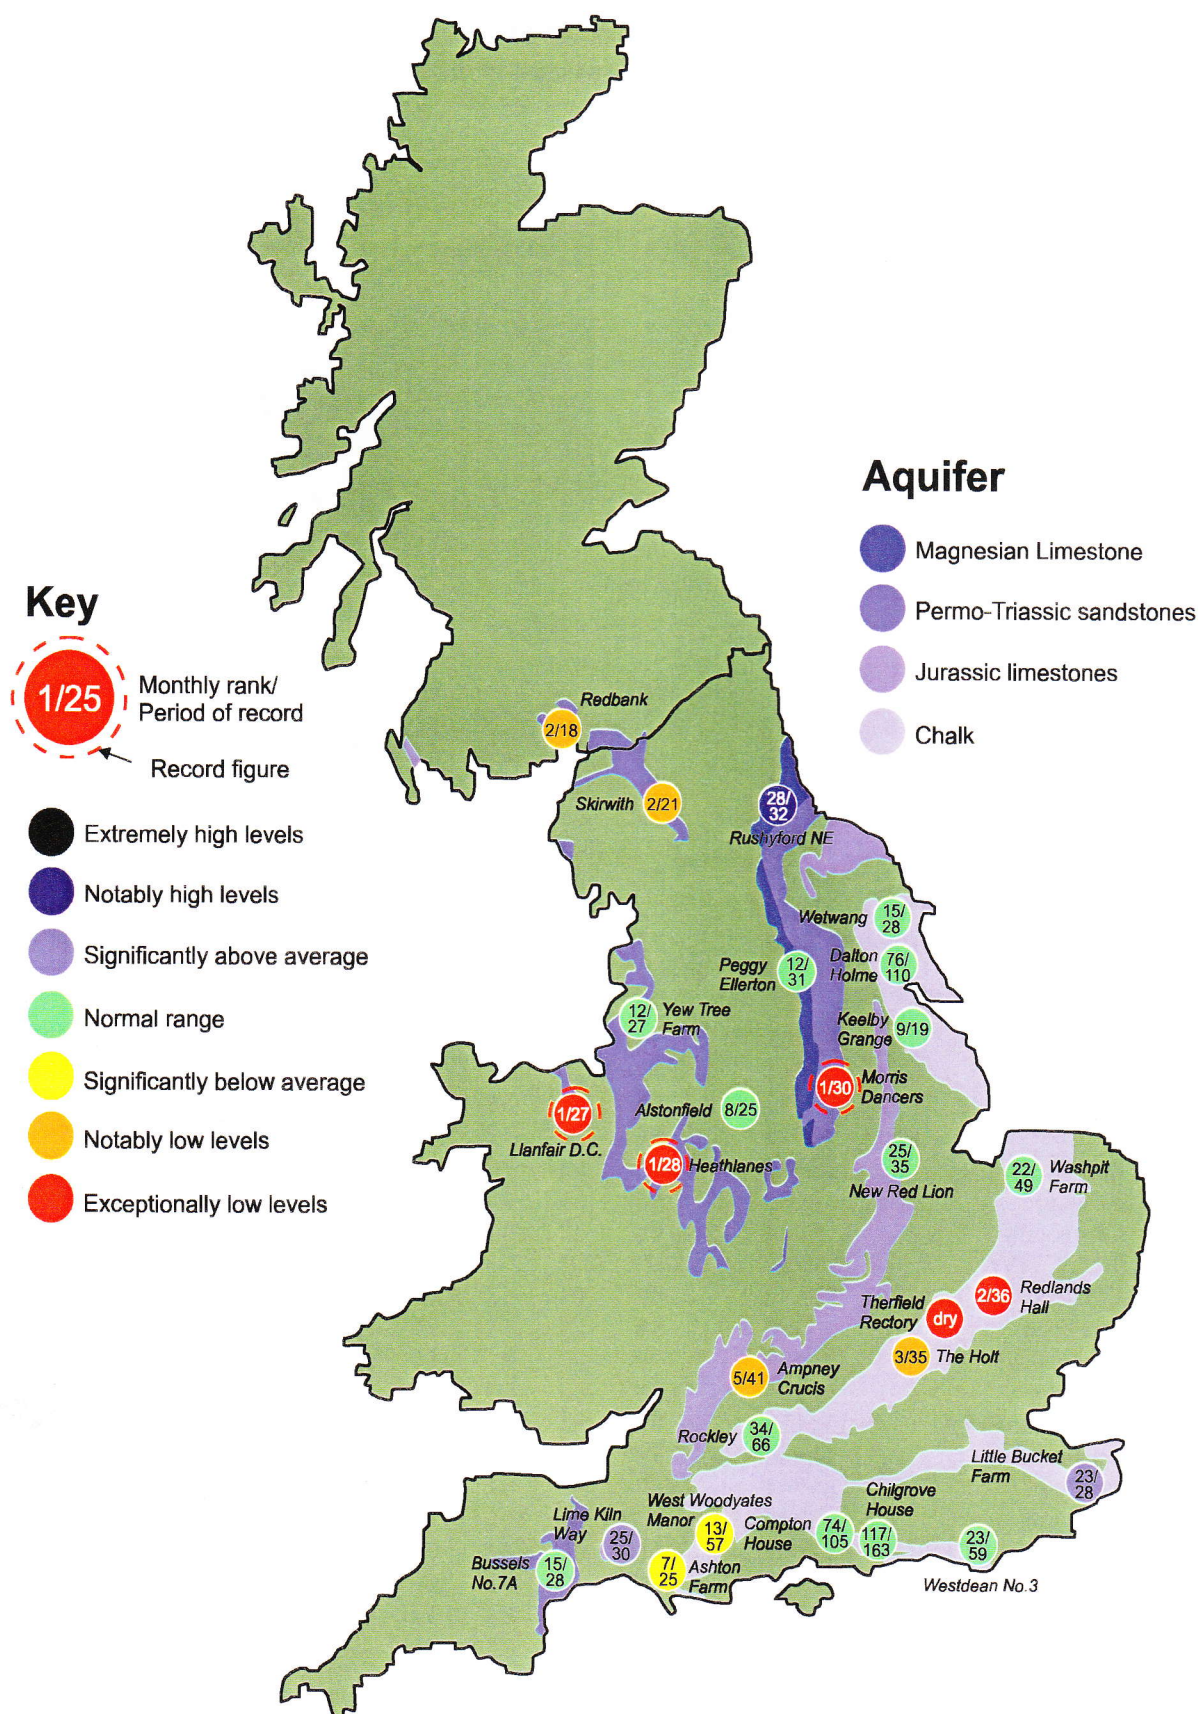 Aquifer
Magnesian Limestone
Permo-Triassic sandstones
Jurassic limestones
Chalk
Key
1/25
Monthly rank/
Period of record
Record figure
Extremely high levels
Notably high levels
Significantly above average
Normal range
Significantly below average
Notably low levels
Exceptionally low levels
Redbank
2/18
Skirwith
2/21
28/
32
Rushyford NE
Wetwang
15/
28
Dalton
Holme
76/
110
Peggy
Ellerton
12/
31
12/
27
Yew Tree
Farm
Keelby
Grange
9/19
1/30
Morris
Dancers
1/27
Llanfair D.C.
Alstonfield
8/25
1/28
Heathlanes
25/
35
New Red Lion
22/
49
Washpit
Farm
2/36
Redlands
Hall
Therfield
Rectory
dry
3/35
The Holt
5/41
Ampney
Crucis
Rockley
34/
66
Little Bucket
Farm
23/
28
Chilgrove
House
117/
163
West Woodyates
Manor
13/
57
Compton
House
74/
105
23/
59
Westdean No.3
Lime Kiln
Way
25/
30
Bussels
No.7A
15/
28
7/
25
Ashton
Farm